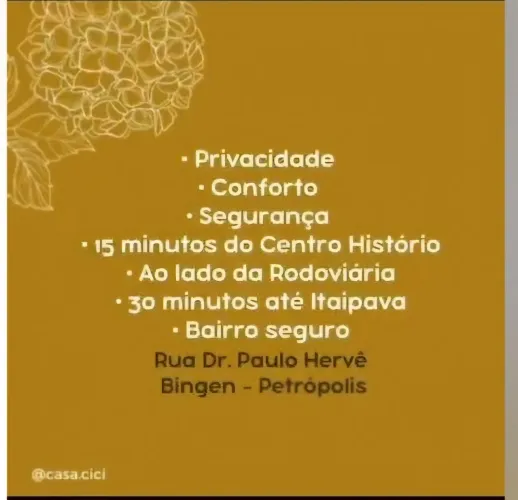 • Privacidade
• Conforto
• Segurança
• 15 minutos do Centro Histório
• Ao lado da Rodoviária
• 30 minutos até Itaipava
• Bairro seguro
Rua Dr. Paulo Hervê
Bingen - Petrópolis
@casa.cici